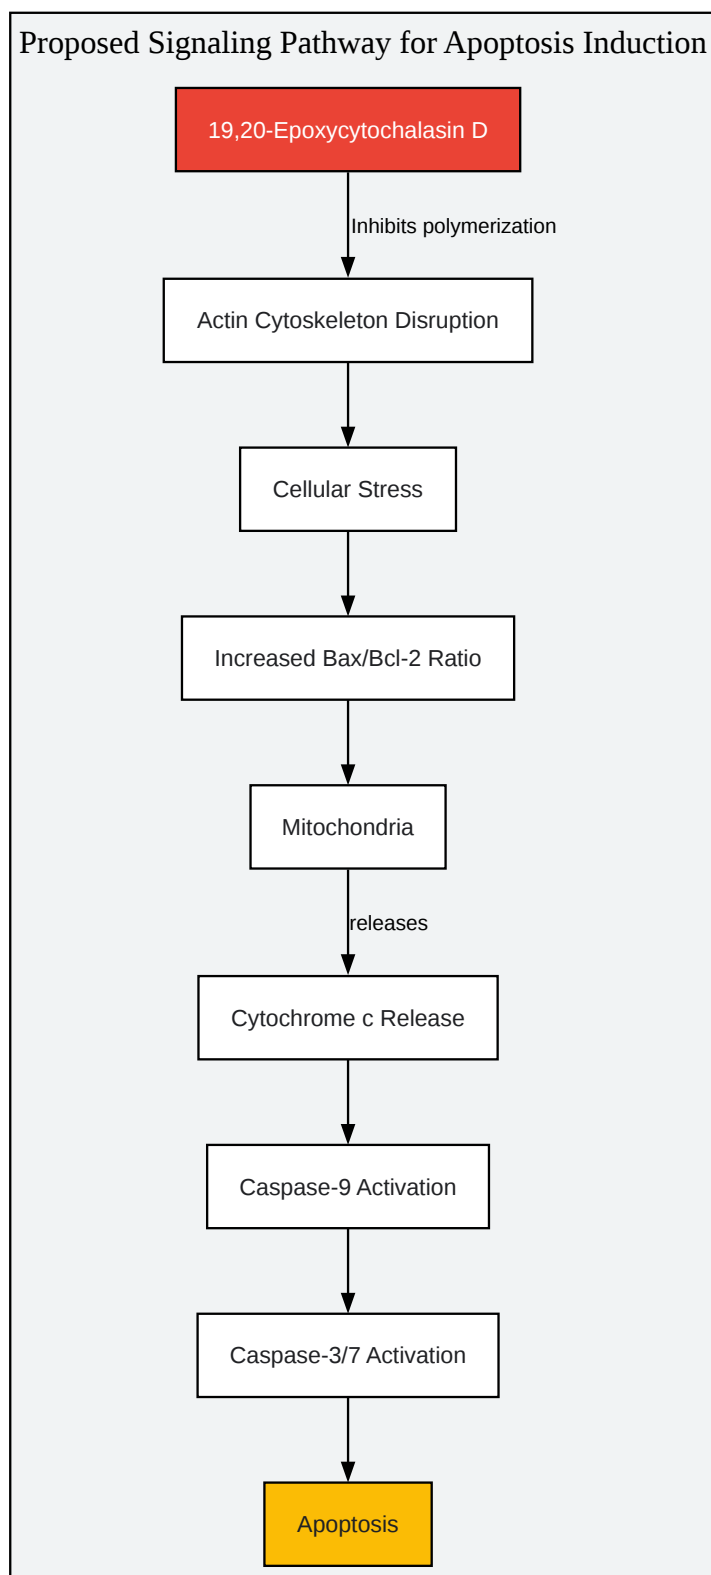 Proposed Signaling Pathway for Apoptosis Induction
19,20-Epoxycytochalasin D
Inhibits polymerization
Actin Cytoskeleton Disruption
Cellular Stress
Increased Bax/Bcl-2 Ratio
Mitochondria
releases
Cytochrome c Release
Caspase-9 Activation
Caspase-3/7 Activation
Apoptosis